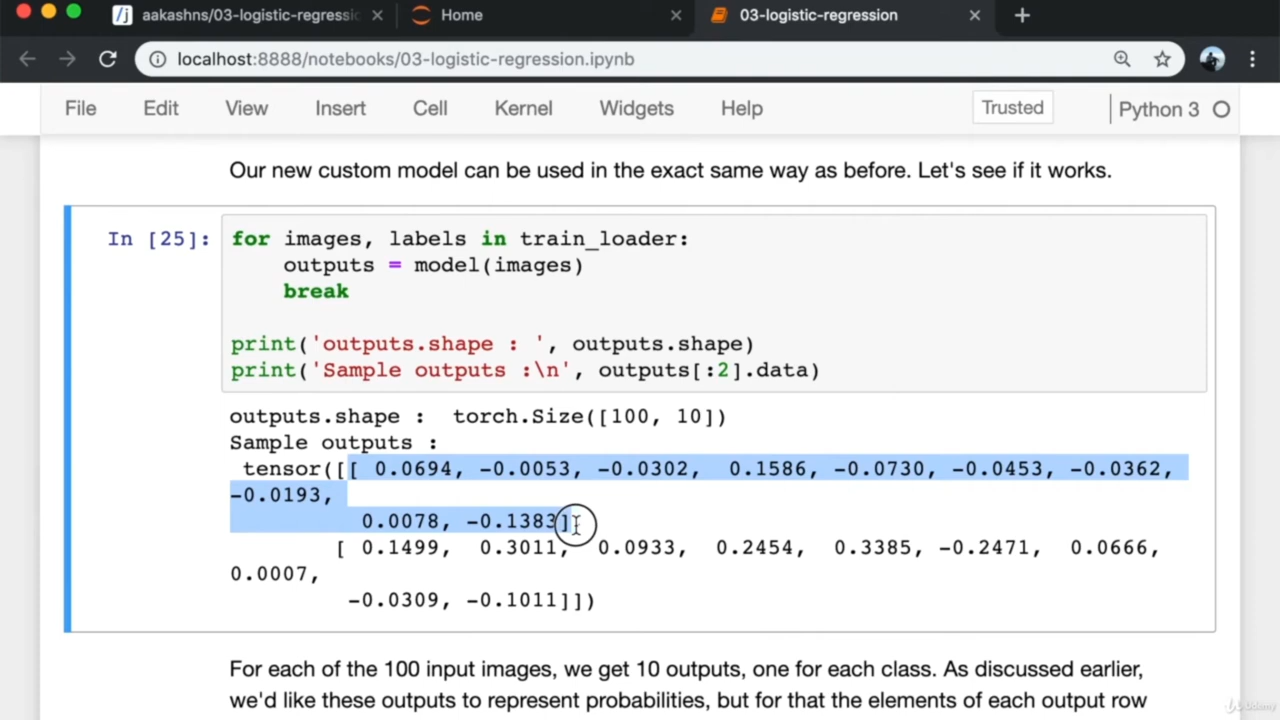 aakashns/03-logistic-regressio
Home
03-logistic-regression
localhost:8888/notebooks/03-logistic-regression.ipynb
File Edit View Insert Cell Kernel Widgets Help Trusted Python 3
Our new custom model can be used in the exact same way as before. Let's see if it works.
In [25]:
for images, labels in train_loader:
    outputs = model(images)
    break
print('outputs.shape : ', outputs.shape)
print('Sample outputs :\n', outputs[:2].data)
outputs.shape :  torch.Size([100, 10])
Sample outputs :
 tensor([[ 0.0694, -0.0053, -0.0302,  0.1586, -0.0730, -0.0453, -0.0362,
-0.0193,
          0.0078, -0.1383],
        [ 0.1499,  0.3011,  0.0933,  0.2454,  0.3385, -0.2471,  0.0666,
0.0007,
         -0.0309, -0.1011]])
For each of the 100 input images, we get 10 outputs, one for each class. As discussed earlier,
we'd like these outputs to represent probabilities, but for that the elements of each output row
Udemy